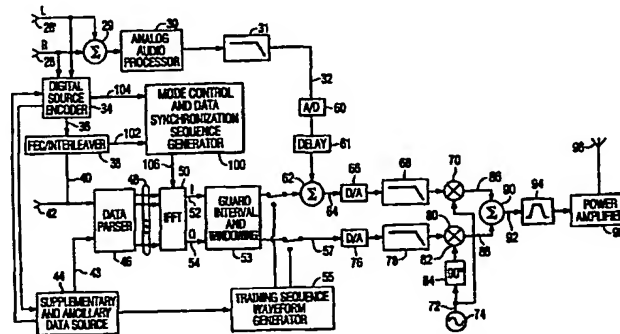 L
28
R
28
Σ
29
30
ANALOG
AUDIO
PROCESSOR
31
32
A/D
60
DELAY
61
DIGITAL
SOURCE
ENCODER
34
104
36
FEC/INTERLEAVER
38
102
MODE CONTROL
AND DATA
SYNCHRONIZATION
SEQUENCE
GENERATOR
100
106
40
42
DATA
PARSER
46
48
50
IFFT
I
52
Q
54
GUARD
INTERVAL
AND
WINDOWING
53
62
Σ
64
66
D/A
68
70
86
57
76
D/A
78
80
82
88
84
90°
72
74
Σ
90
92
94
POWER
AMPLIFIER
96
98
43
44
SUPPLEMENTARY
AND ANCILLARY
DATA SOURCE
55
TRAINING SEQUENCE
WAVEFORM
GENERATOR